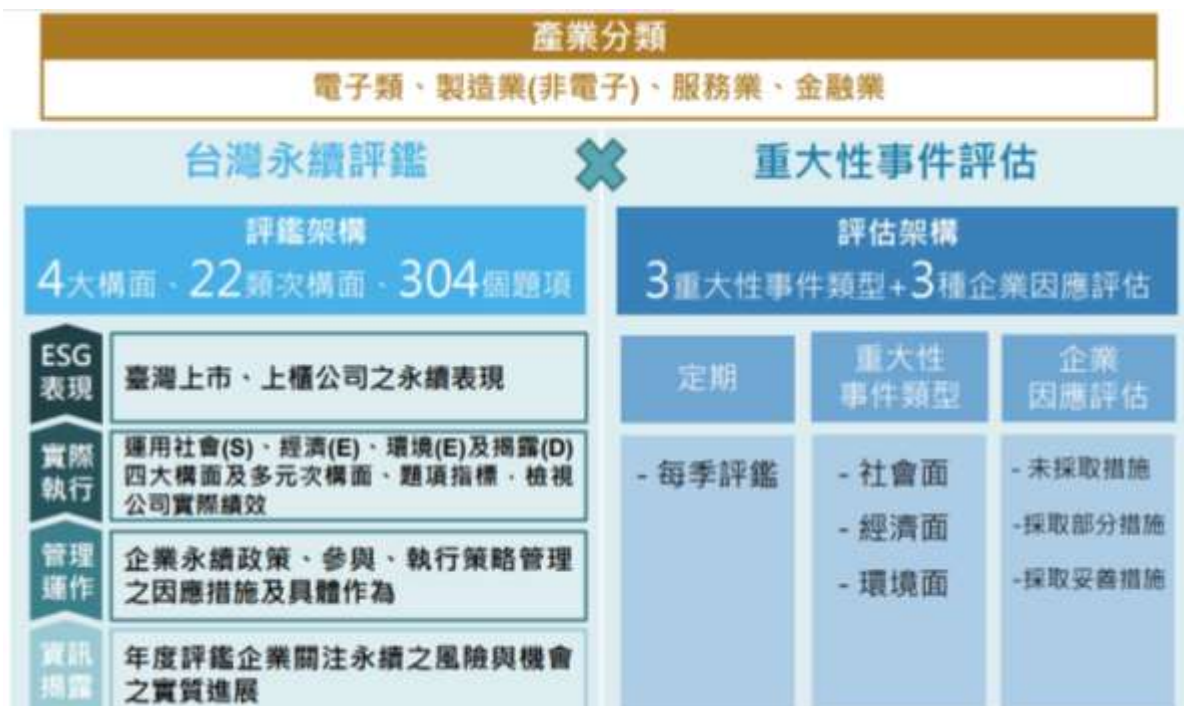 產業分類
電子類、製造業(非電子)、服務業、金融業
台灣永續評鑑
重大性事件評估
評鑑架構
4大構面、22類次構面、304個題項
評估架構
3重大性事件類型+3種企業因應評估
ESG
表現
臺灣上市、上櫃公司之永續表現
實際
執行
運用社會(S)、經濟(E)、環境(E)及揭露(D)
四大構面及多元次構面、題項指標，檢視
公司實際績效
管理
運作
企業永續政策、參與、執行策略管理
之因應措施及具體作為
資訊
揭露
年度評鑑企業關注永續之風險與機會
之實質進展
定期
- 每季評鑑
重大性
事件類型
- 社會面
- 經濟面
- 環境面
企業
因應評估
- 未採取措施
-採取部分措施
-採取妥善措施